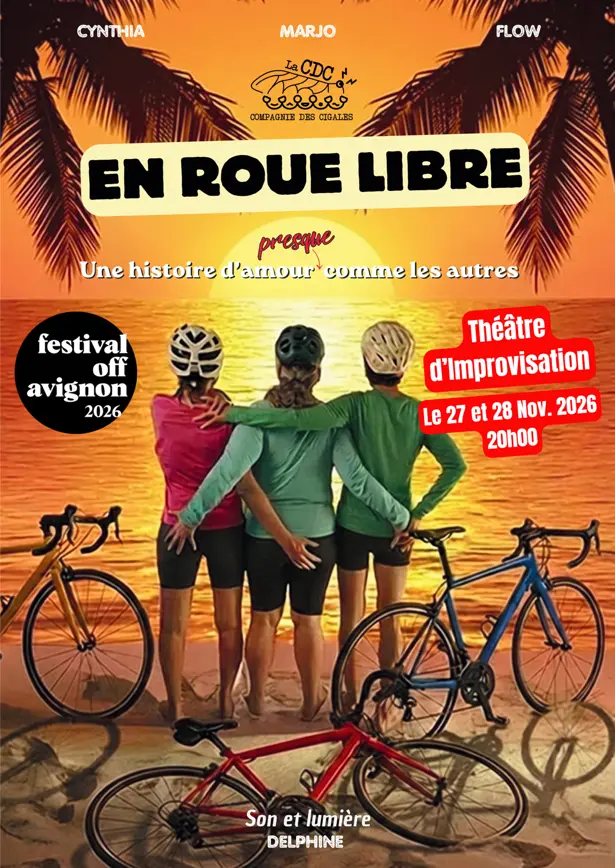 CYNTHIA MARJO FLOW
La CDC
COMPAGNIE DES CIGALES
EN ROUE LIBRE
presque
Une histoire d'amour comme les autres
festival
off
avignon
2026
Théâtre
d'Improvisation
Le 27 et 28 Nov. 2026
20h00
Son et lumière
DELPHINE